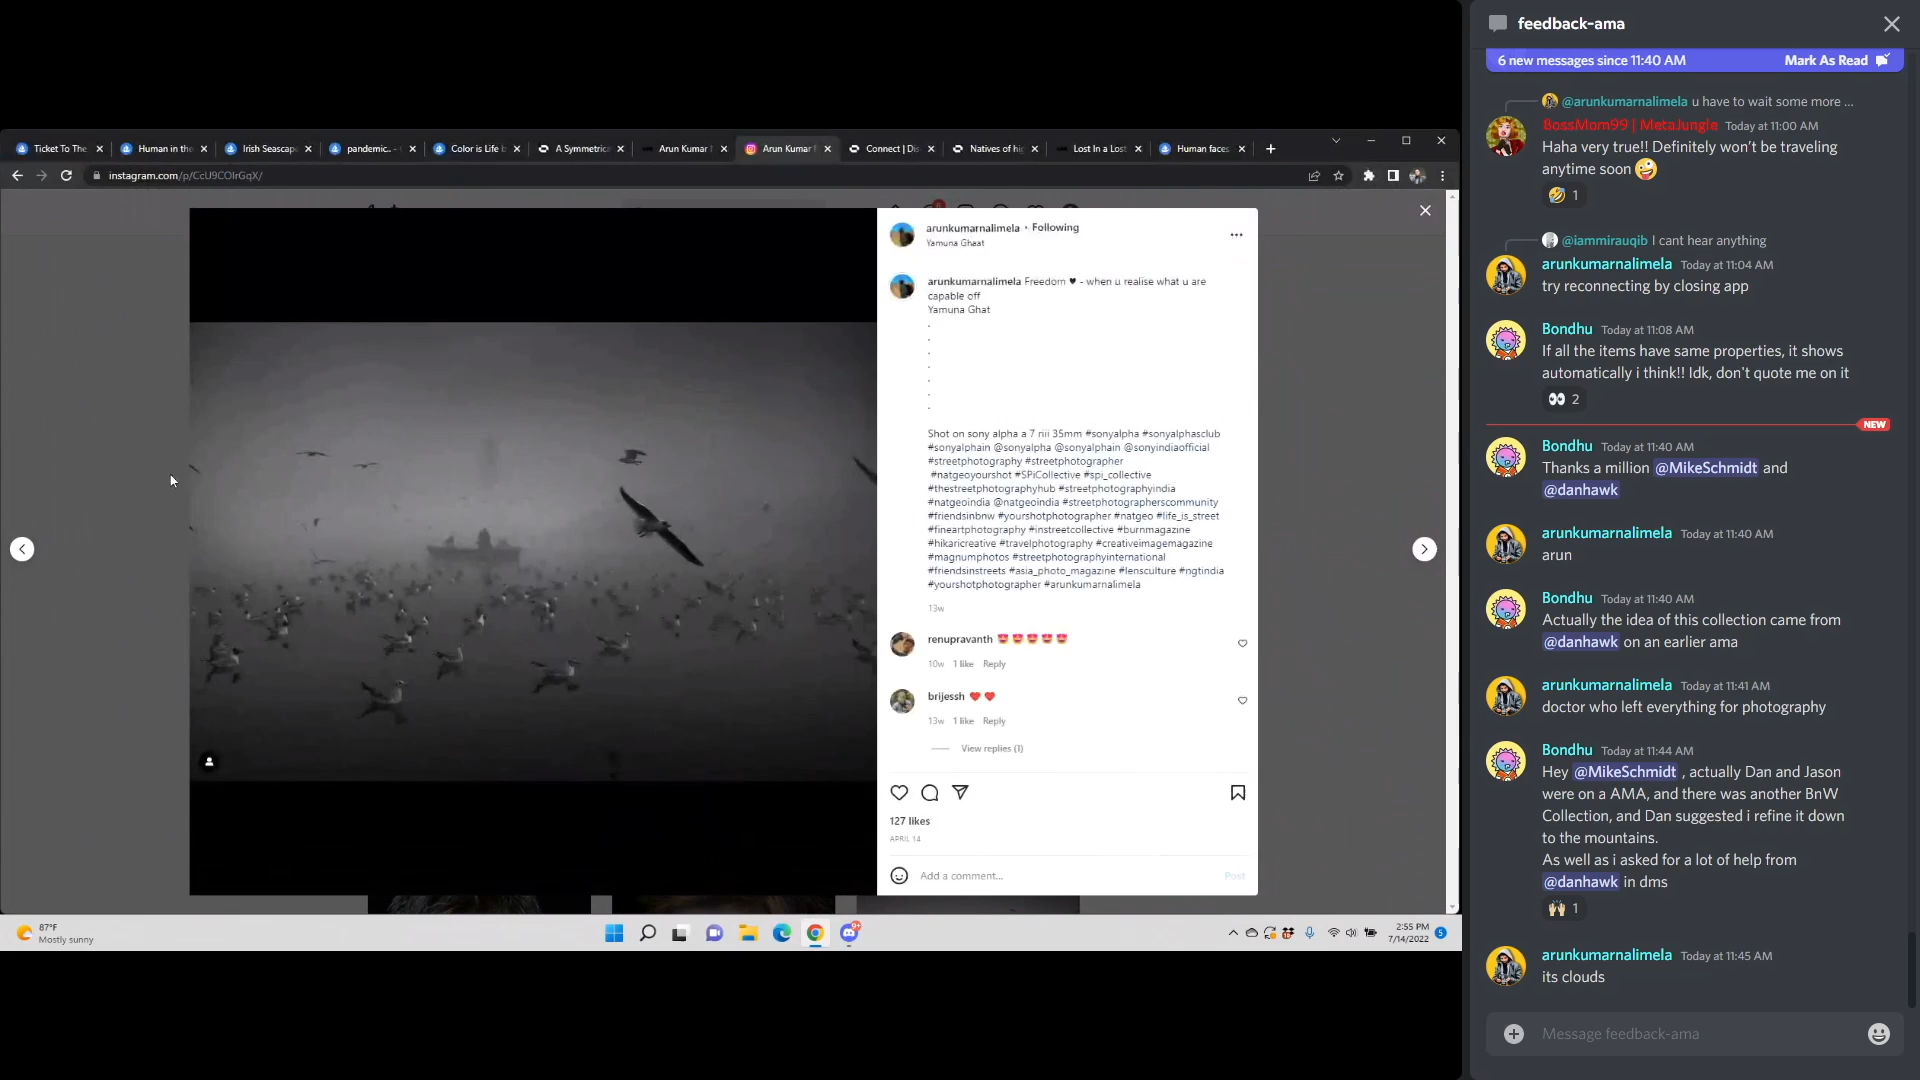 Ticket To The
Human in the
Irish Seascape
pandemic..
Color is Life b
A Symmetrica
Arun Kumar
Arun Kumar
Connect | Dis
Natives of hig
Lost In a Lost
Human faces
instagram.com/p/CcU9COIrGqX/
arunkumarnalimela • Following
Yamuna Ghaat
arunkumarnalimela Freedom ♥ - when u realise what u are
capable off
Yamuna Ghat
.
.
.
.
.
.
.
Shot on sony alpha a 7 riii 35mm #sonyalpha #sonyalphasclub
#sonyalphain @sonyalpha @sonyalphain @sonyindiaofficial
#streetphotography #streetphotographer
#natgeoyourshot #SPiCollective #spi_collective
#thestreetphotographyhub #streetphotographyindia
#natgeoindia @natgeoindia #streetphotographerscommunity
#friendsinbnw #yourshotphotographer #natgeo #life_is_street
#fineartphotography #instreetcollective #burnmagazine
#hikaricreative #travelphotography #creativeimagemagazine
#magnumphotos #streetphotographyinternational
#friendsinstreets #asia_photo_magazine #lensculture #ngtindia
#yourshotphotographer #arunkumarnalimela
13w
renupravanth 😍😍😍😍😍
10w 1 like Reply
brijessh ❤️ ❤️
13w 1 like Reply
View replies (1)
127 likes
APRIL 14
Add a comment...
Post
87°F
Mostly sunny
9+
2:55 PM
7/14/2022
5
feedback-ama
6 new messages since 11:40 AM
Mark As Read
@arunkumarnalimela u have to wait some more ...
BossMom99 | MetaJungle Today at 11:00 AM
Haha very true!! Definitely won't be traveling
anytime soon 🤪
🤣 1
@iammirauqib I cant hear anything
arunkumarnalimela Today at 11:04 AM
try reconnecting by closing app
Bondhu Today at 11:08 AM
If all the items have same properties, it shows
automatically i think!! Idk, don't quote me on it
👀 2
NEW
Bondhu Today at 11:40 AM
Thanks a million @MikeSchmidt and
@danhawk
arunkumarnalimela Today at 11:40 AM
arun
Bondhu Today at 11:40 AM
Actually the idea of this collection came from
@danhawk on an earlier ama
arunkumarnalimela Today at 11:41 AM
doctor who left everything for photography
Bondhu Today at 11:44 AM
Hey @MikeSchmidt , actually Dan and Jason
were on a AMA, and there was another BnW
Collection, and Dan suggested i refine it down
to the mountains.
As well as i asked for a lot of help from
@danhawk in dms
🙌 1
arunkumarnalimela Today at 11:45 AM
its clouds
Message feedback-ama